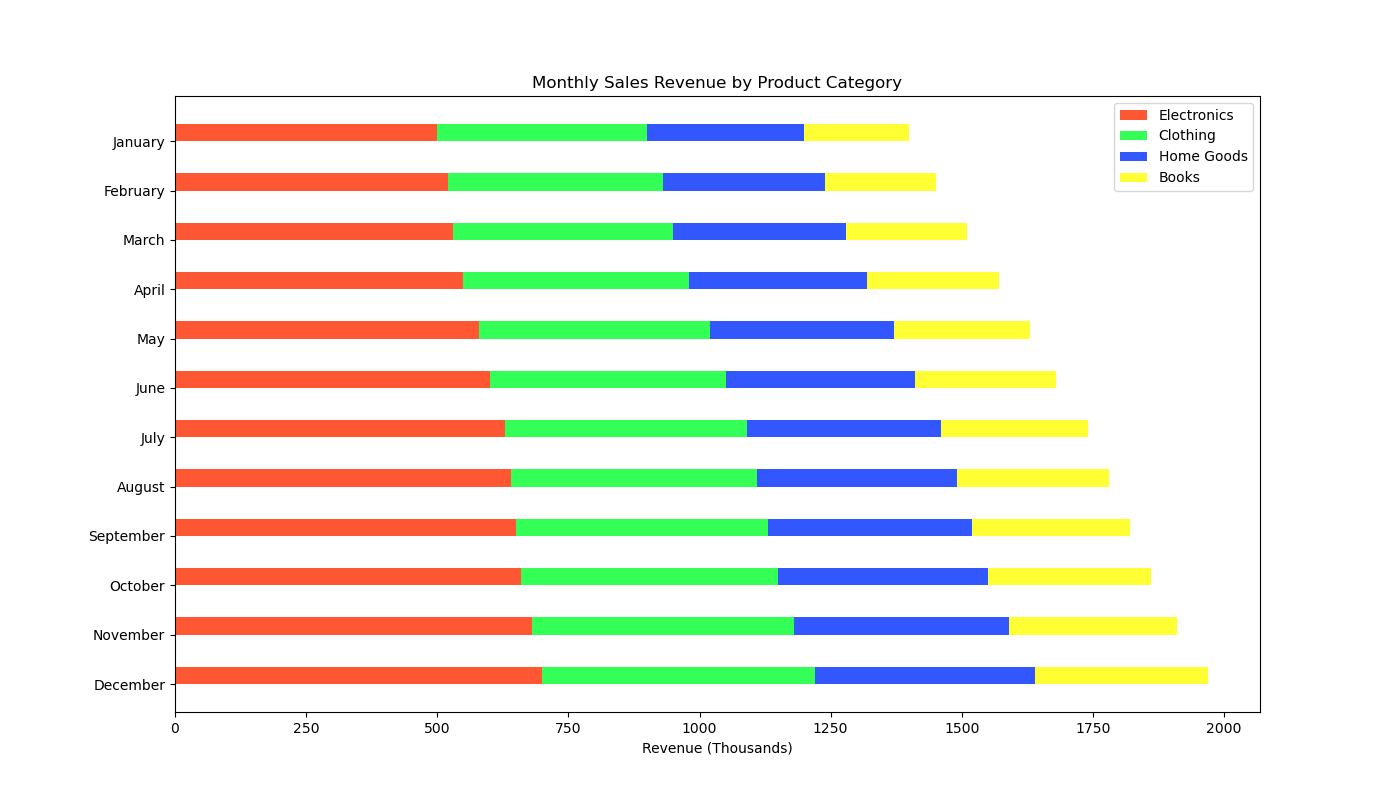 Monthly Sales Revenue by Product Category
Electronics
Clothing
Home Goods
Books
January
February
March
April
May
June
July
August
September
October
November
December
0 250 500 750 1000 1250 1500 1750 2000
Revenue (Thousands)